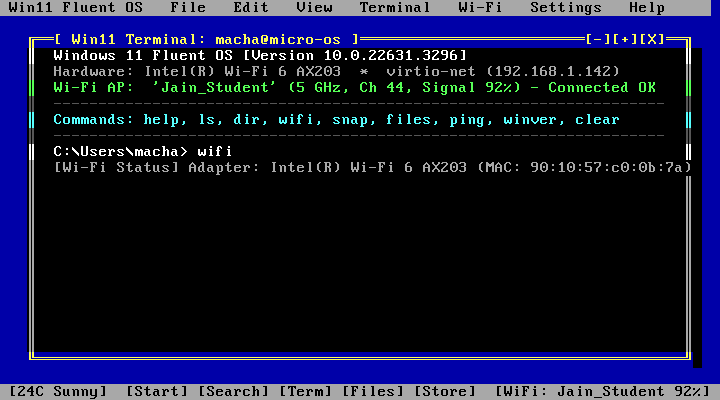 Win11 Fluent OS File Edit View Terminal Wi-Fi Settings Help
[ Win11 Terminal: macha@micro-os ] [-][+][X]
Windows 11 Fluent OS [Version 10.0.22631.3296]
Hardware: Intel(R) Wi-Fi 6 AX203 * virtio-net (192.168.1.142)
Wi-Fi AP: 'Jain_Student' (5 GHz, Ch 44, Signal 92%) - Connected OK
--------------------------------------------------------------------
Commands: help, ls, dir, wifi, snap, files, ping, winver, clear
--------------------------------------------------------------------
C:\Users\macha> wifi
[Wi-Fi Status] Adapter: Intel(R) Wi-Fi 6 AX203 (MAC: 90:10:57:c0:0b:7a)
[24C Sunny] [Start] [Search] [Term] [Files] [Store] [WiFi: Jain_Student 92%]